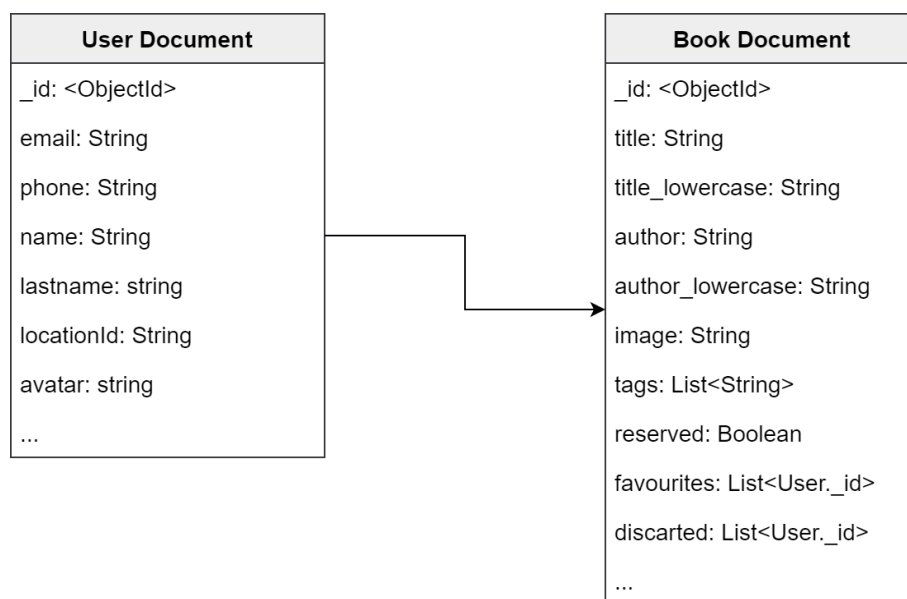 User Document
_id: <ObjectId>
email: String
phone: String
name: String
lastname: string
locationId: String
avatar: string
...
Book Document
_id: <ObjectId>
title: String
title_lowercase: String
author: String
author_lowercase: String
image: String
tags: List<String>
reserved: Boolean
favourites: List<User._id>
discarted: List<User._id>
...